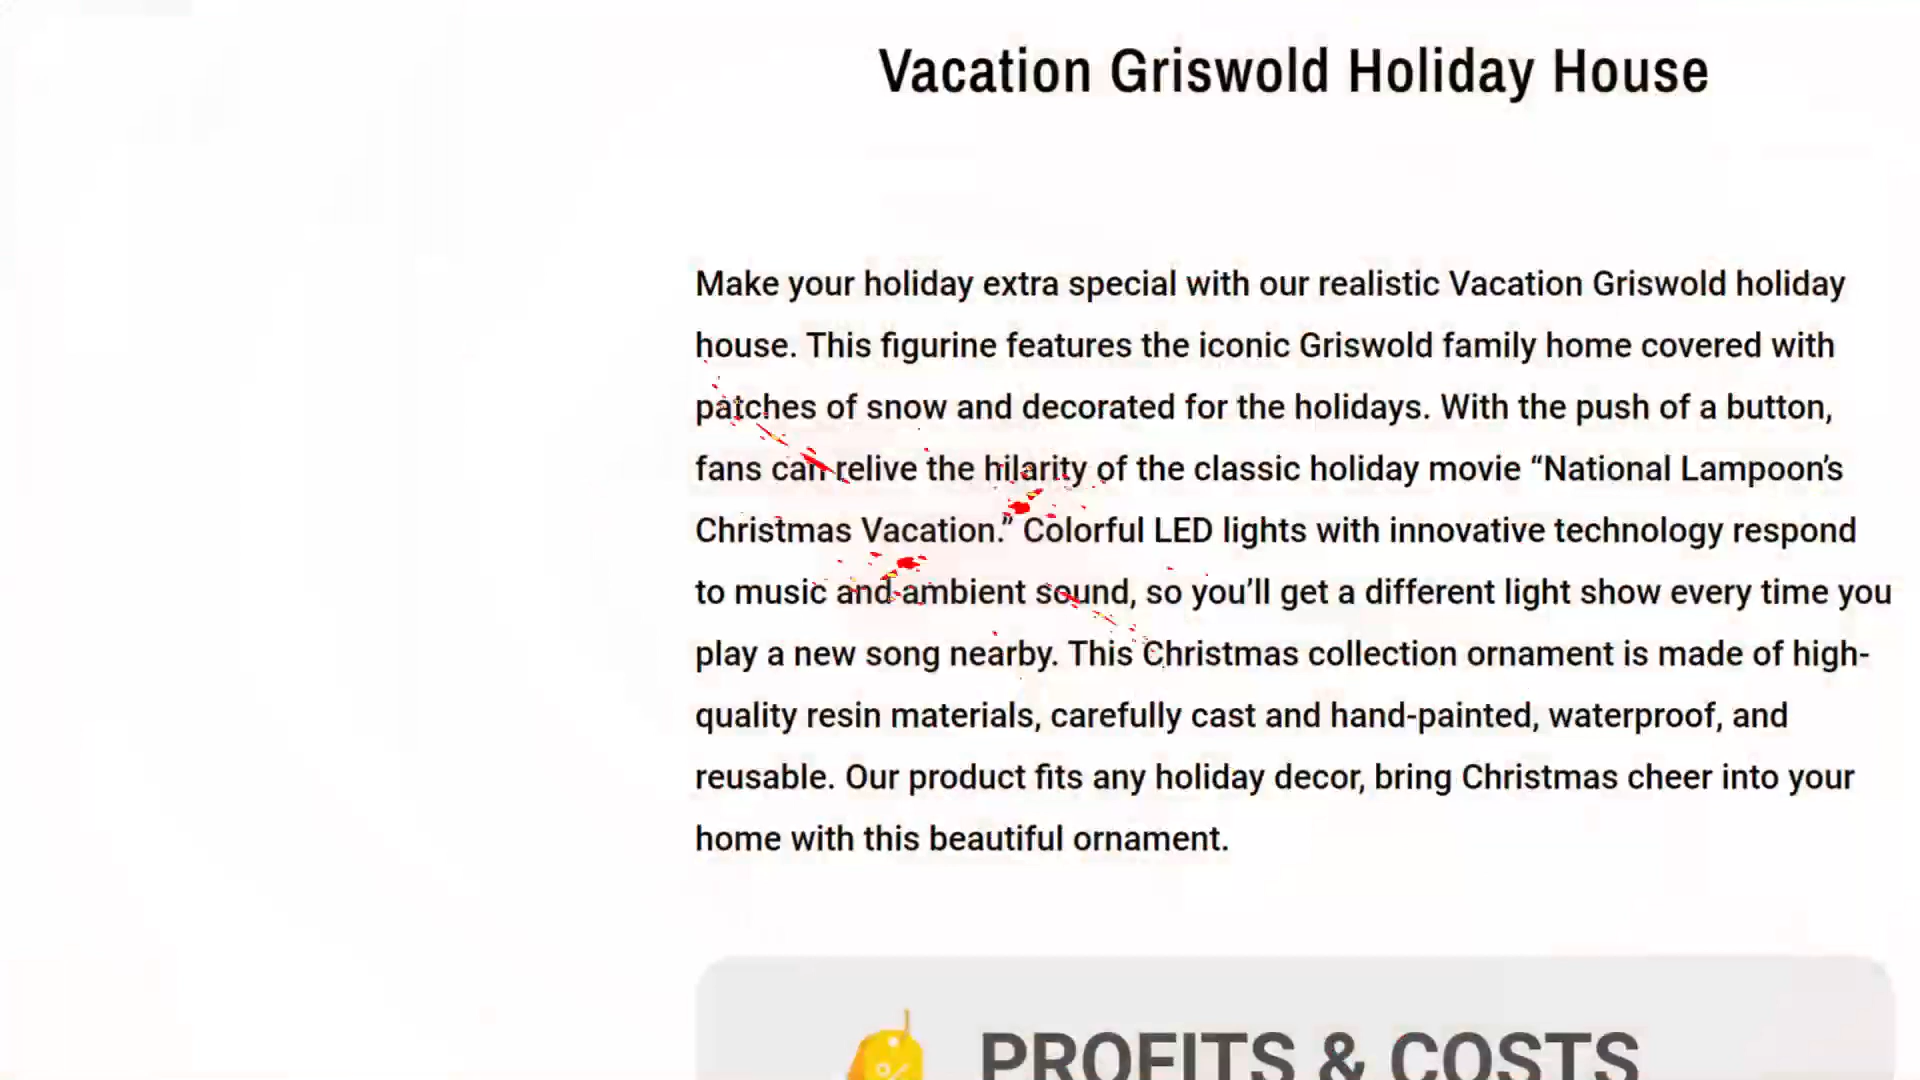 Vacation Griswold Holiday House
Make your holiday extra special with our realistic Vacation Griswold holiday
house. This figurine features the iconic Griswold family home covered with
patches of snow and decorated for the holidays. With the push of a button,
fans can relive the hilarity of the classic holiday movie “National Lampoon’s
Christmas Vacation.” Colorful LED lights with innovative technology respond
to music and ambient sound, so you’ll get a different light show every time you
play a new song nearby. This Christmas collection ornament is made of high-
quality resin materials, carefully cast and hand-painted, waterproof, and
reusable. Our product fits any holiday decor, bring Christmas cheer into your
home with this beautiful ornament.
%
PROFITS & COSTS